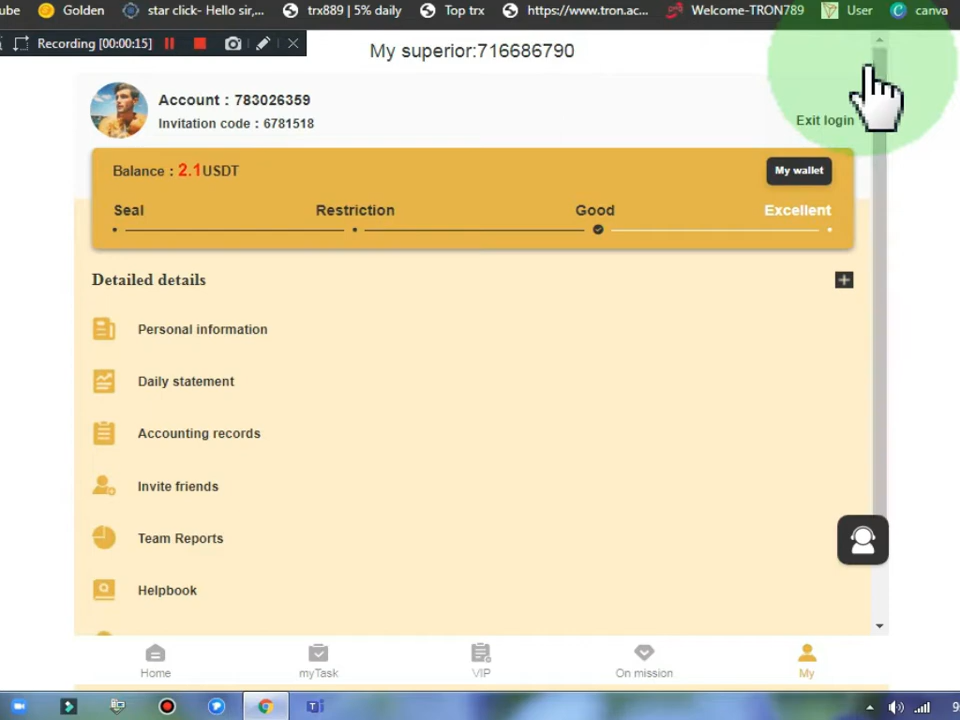 ube Golden star click- Hello sir,... trx889 | 5% daily Top trx https://www.tron.ac... Welcome-TRON789 User canva
Recording [00:00:15]
My superior:716686790
Account : 783026359
Invitation code : 6781518
Exit login
Balance : 2.1USDT
My wallet
Seal Restriction Good Excellent
Detailed details
Personal information
Daily statement
Accounting records
Invite friends
Team Reports
Helpbook
Home myTask VIP On mission My
9